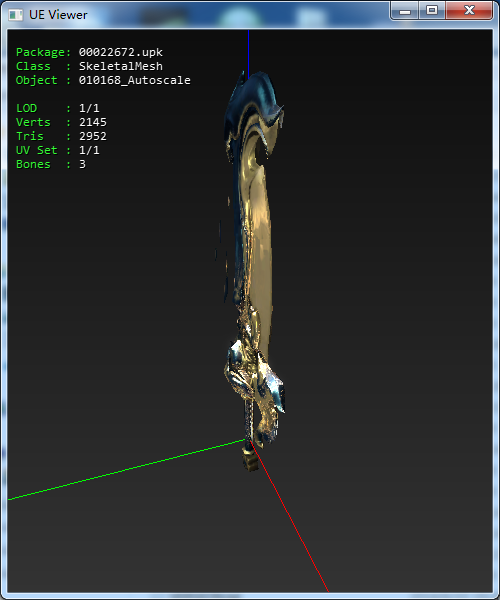 UE Viewer
Package: 00022672.upk
Class : SkeletalMesh
Object : 010168_Autoscale
LOD : 1/1
Verts : 2145
Tris : 2952
UV Set : 1/1
Bones : 3